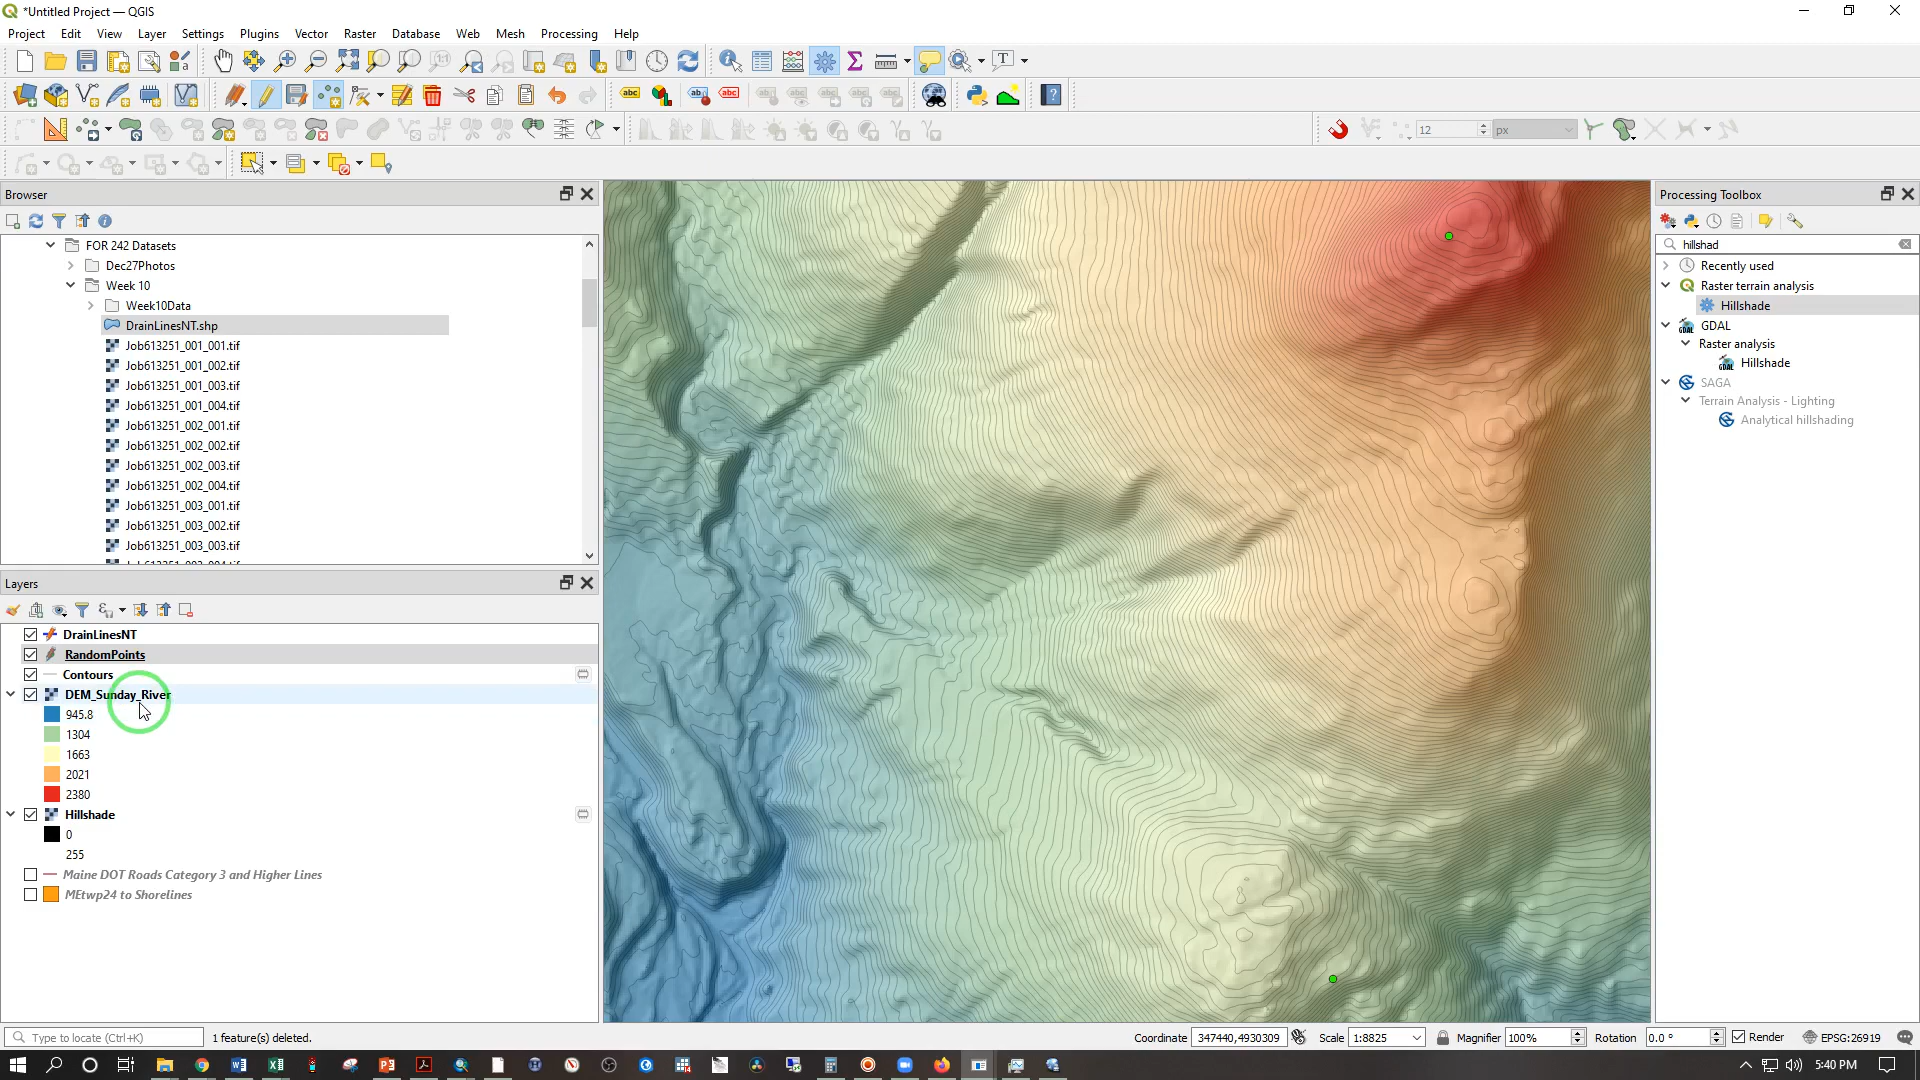 *Untitled Project — QGIS
Project Edit View Layer Settings Plugins Vector Raster Database Web Mesh Processing Help
12 px
Browser
FOR 242 Datasets
Dec27Photos
Week 10
Week10Data
DrainLinesNT.shp
Job613251_001_001.tif
Job613251_001_002.tif
Job613251_001_003.tif
Job613251_001_004.tif
Job613251_002_001.tif
Job613251_002_002.tif
Job613251_002_003.tif
Job613251_002_004.tif
Job613251_003_001.tif
Job613251_003_002.tif
Job613251_003_003.tif
Layers
DrainLinesNT
RandomPoints
Contours
DEM_Sunday_River
945.8
1304
1663
2021
2380
Hillshade
0
255
Maine DOT Roads Category 3 and Higher Lines
MEtwp24 to Shorelines
Processing Toolbox
hillshad
Recently used
Raster terrain analysis
Hillshade
GDAL
Raster analysis
Hillshade
SAGA
Terrain Analysis - Lighting
Analytical hillshading
Type to locate (Ctrl+K) 1 feature(s) deleted. Coordinate 347440,4930309 Scale 1:8825 Magnifier 100% Rotation 0.0 ° Render EPSG:26919
5:40 PM